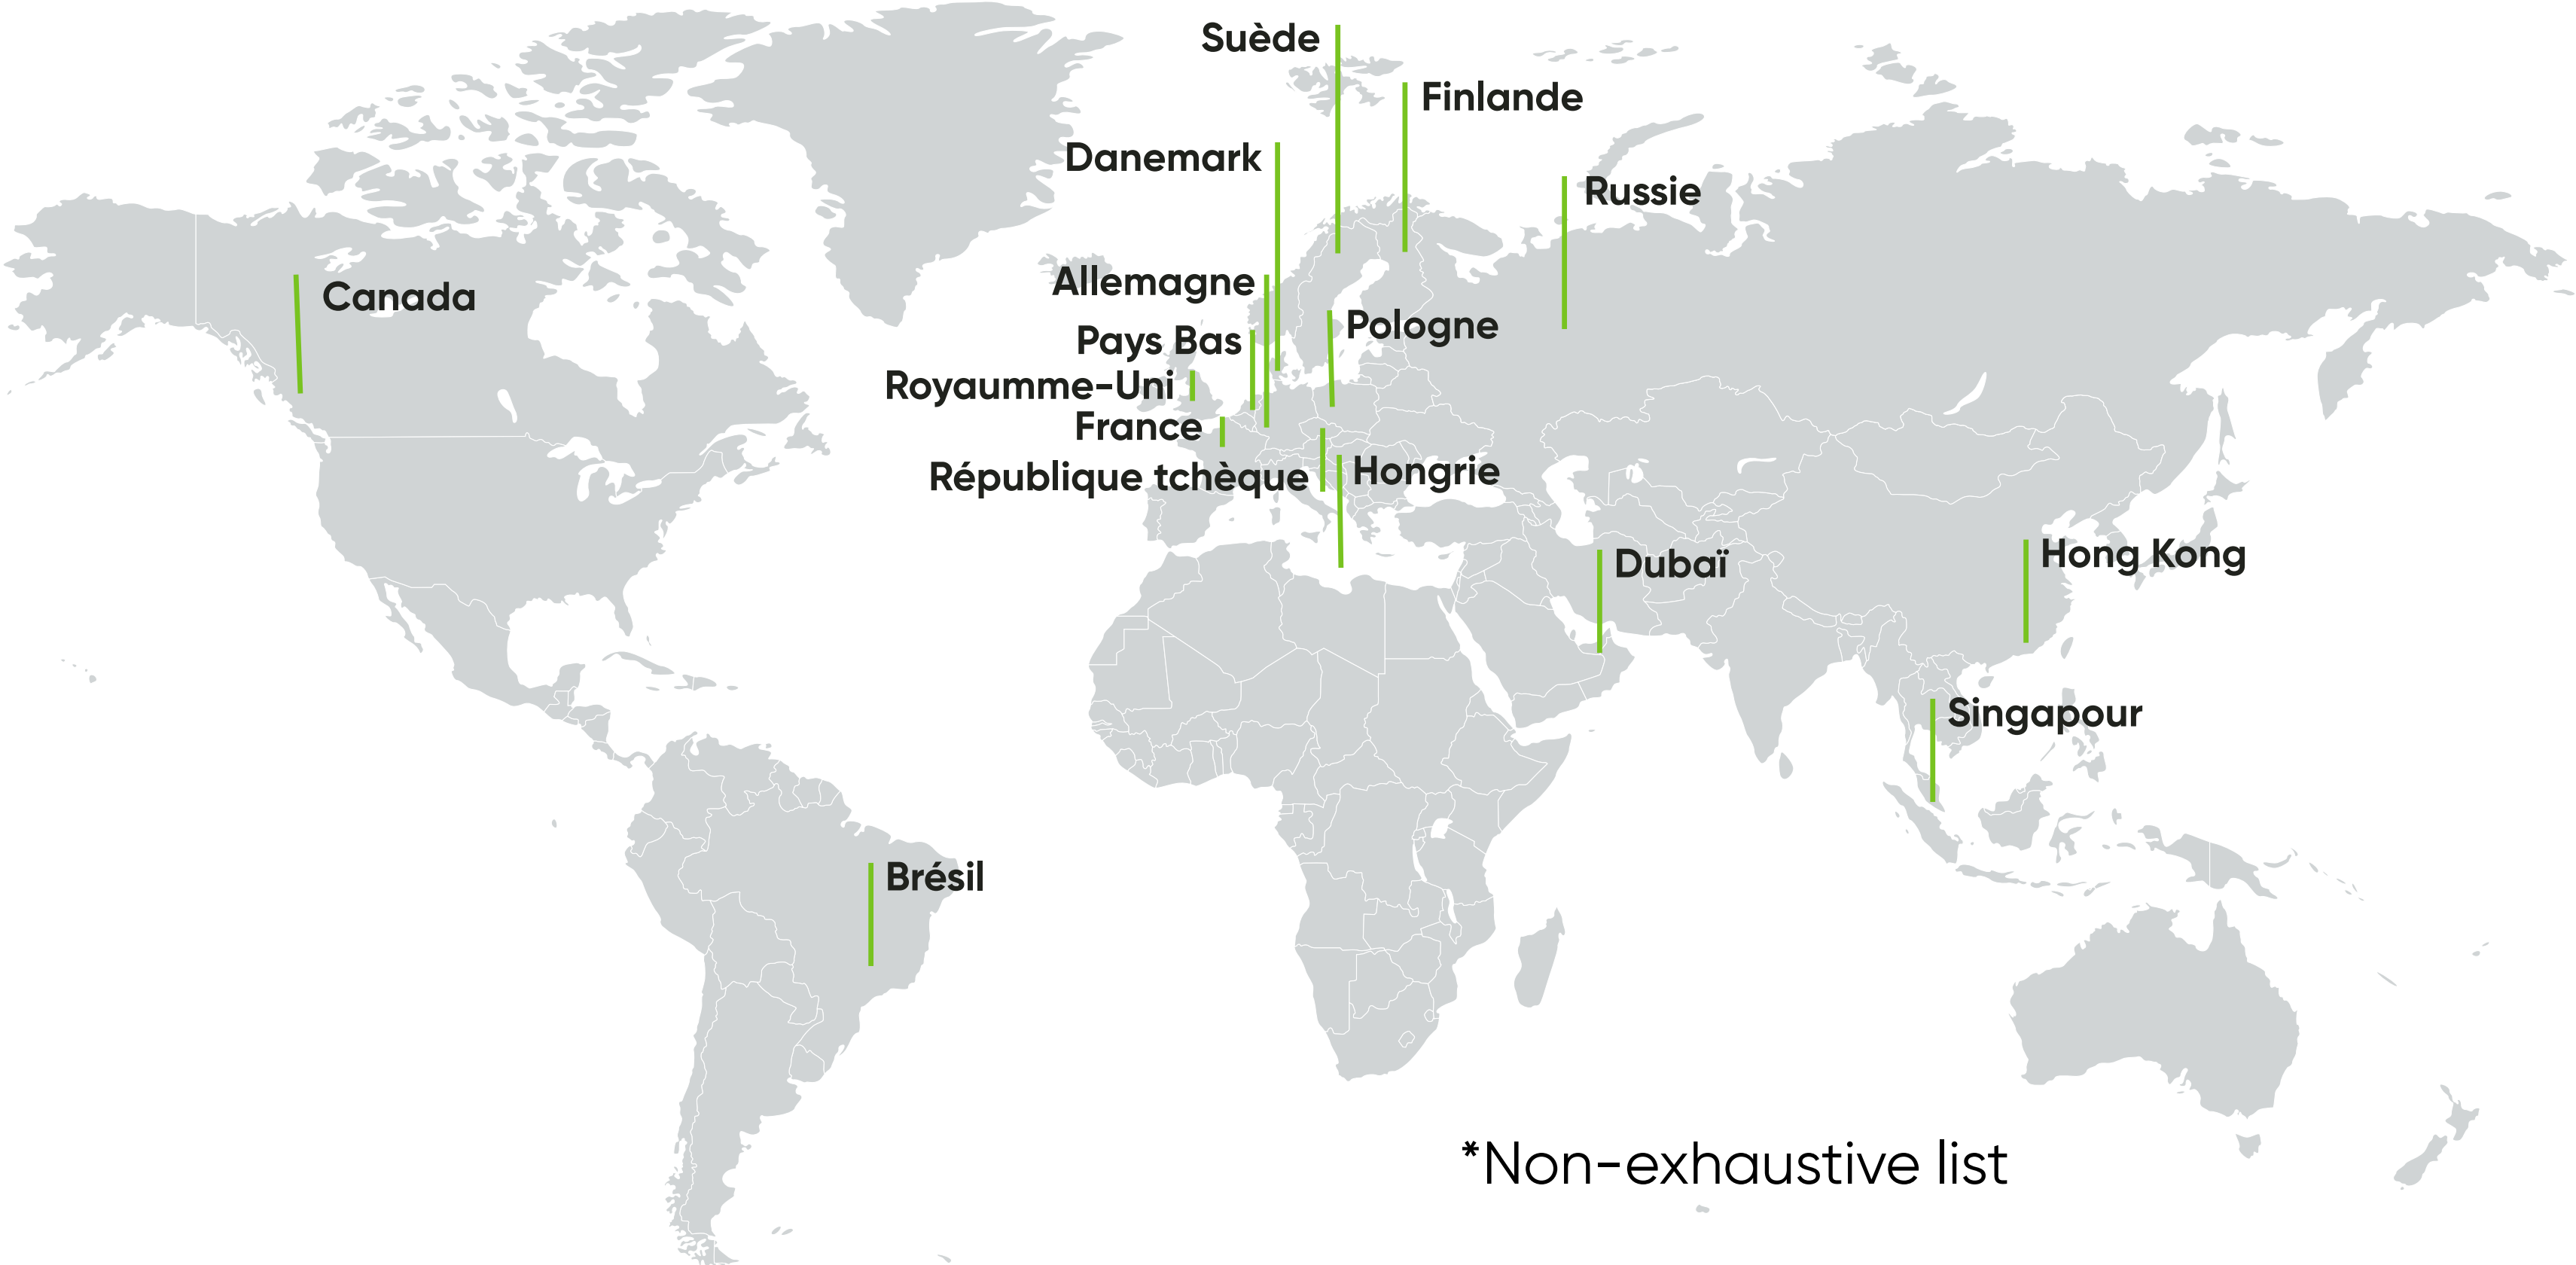 Suède
Finlande
Danemark
Russie
Allemagne
Canada
Pologne
Pays Bas
Royaumme-Uni
France
République tchèque
Hongrie
Hong Kong
Dubaï
Singapour
Brésil
*Non-exhaustive list